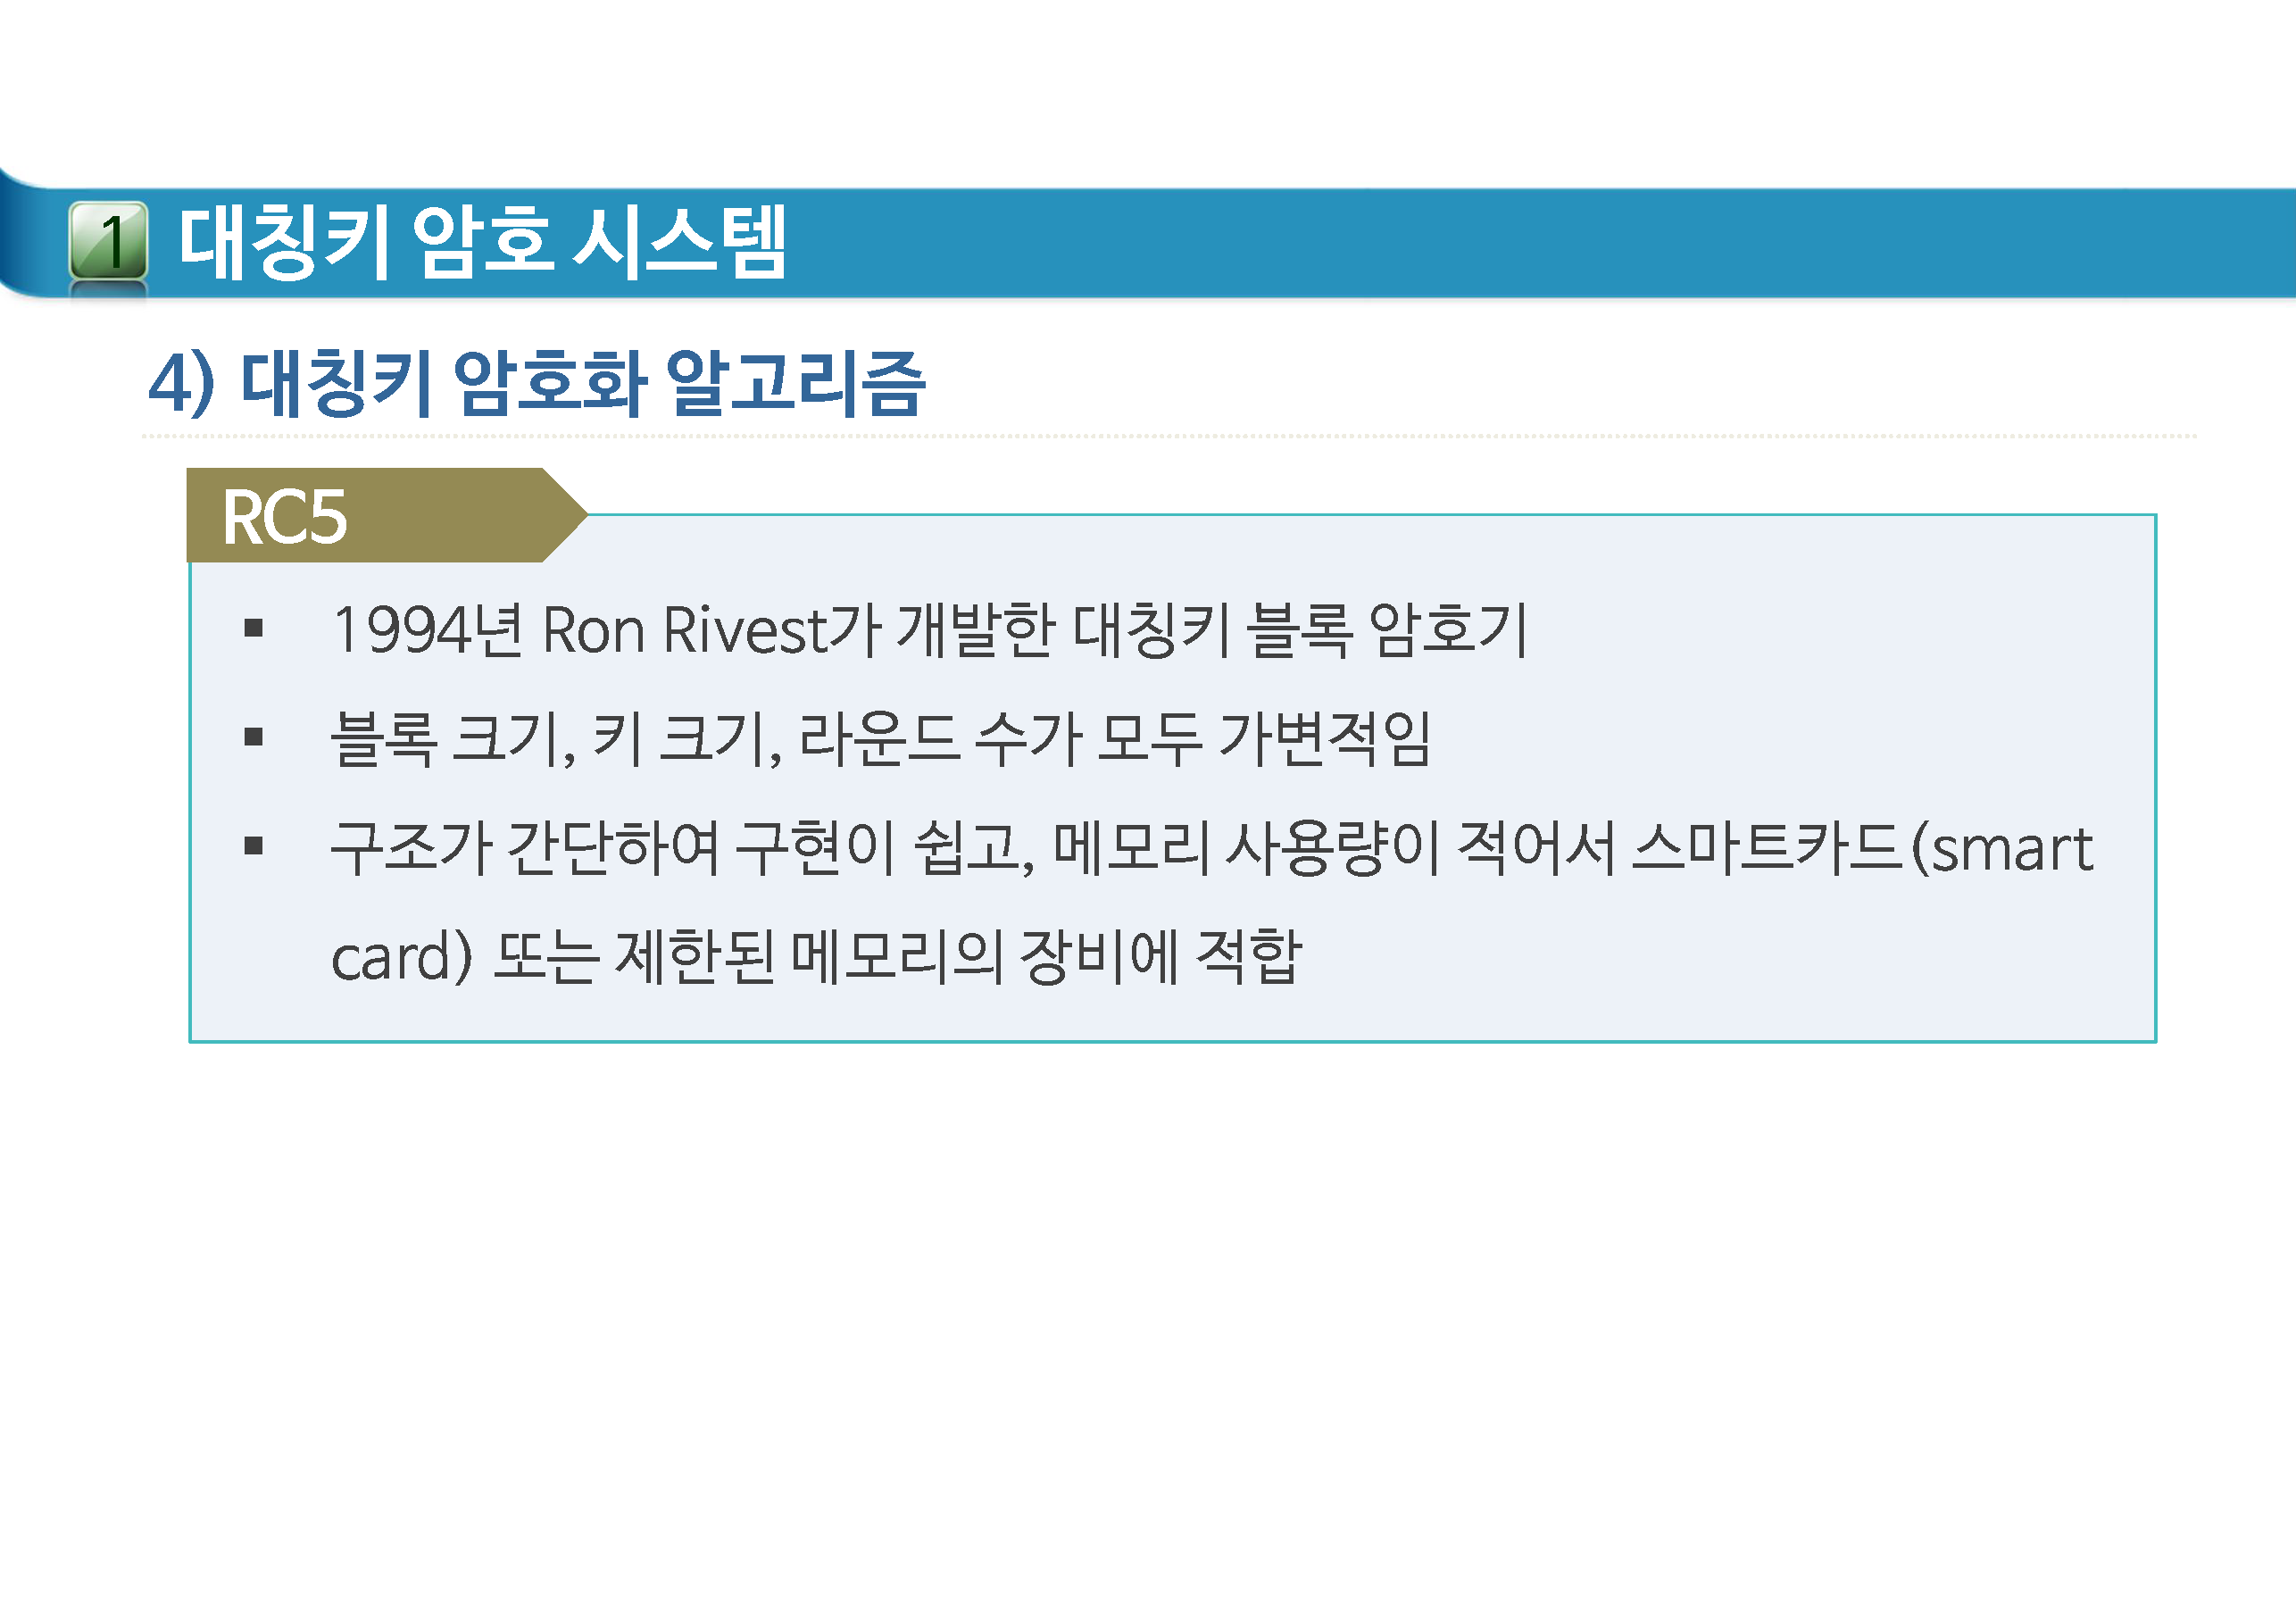 1 대칭키 암호 시스템
4) 대칭키 암호화 알고리즘
RC5
▪ 1994년 Ron Rivest가 개발한 대칭키 블록 암호기
▪ 블록 크기, 키 크기, 라운드 수가 모두 가변적임
▪ 구조가 간단하여 구현이 쉽고, 메모리 사용량이 적어서 스마트카드(smart
card) 또는 제한된 메모리의 장비에 적합